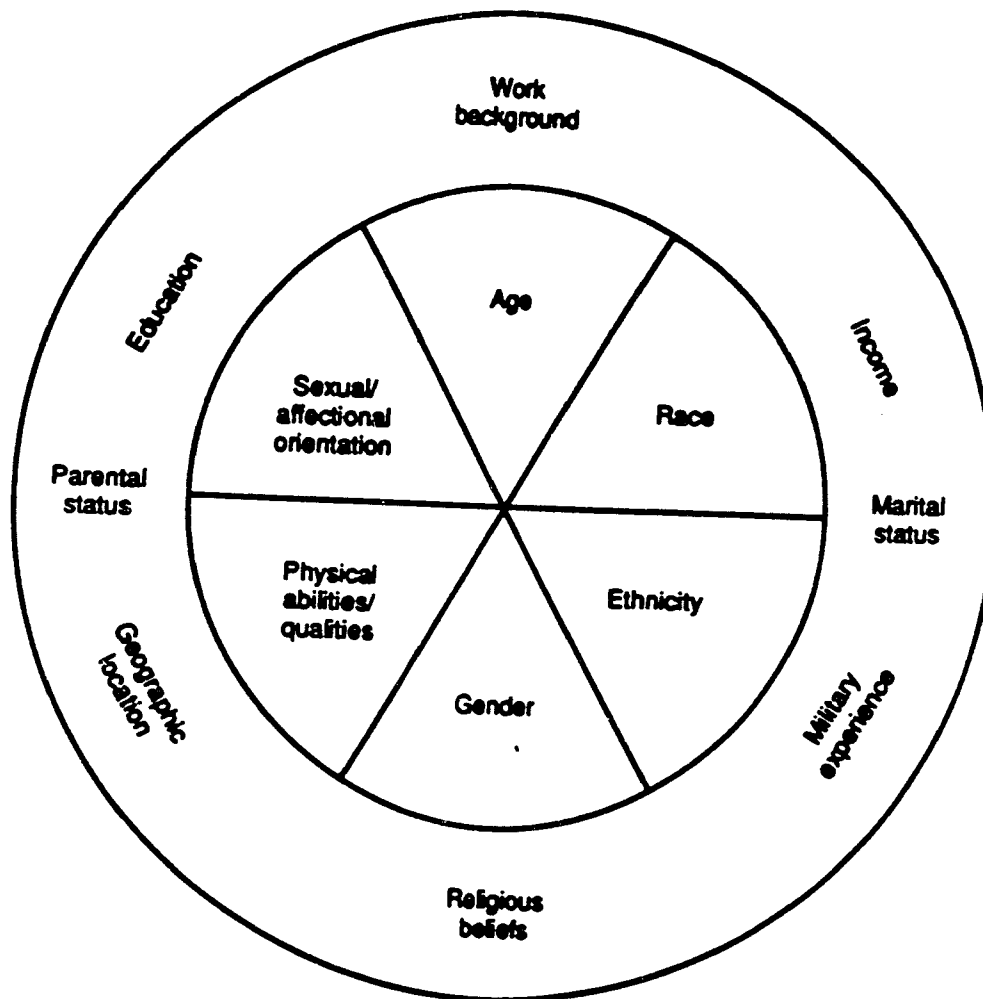 Work
background
Education
Income
Age
Sexual/
affectional
orientation
Race
Parental
status
Marital
status
Physical
abilities/
qualities
Ethnicity
Geographic
location
Gender
Military
experience
Religious
beliefs